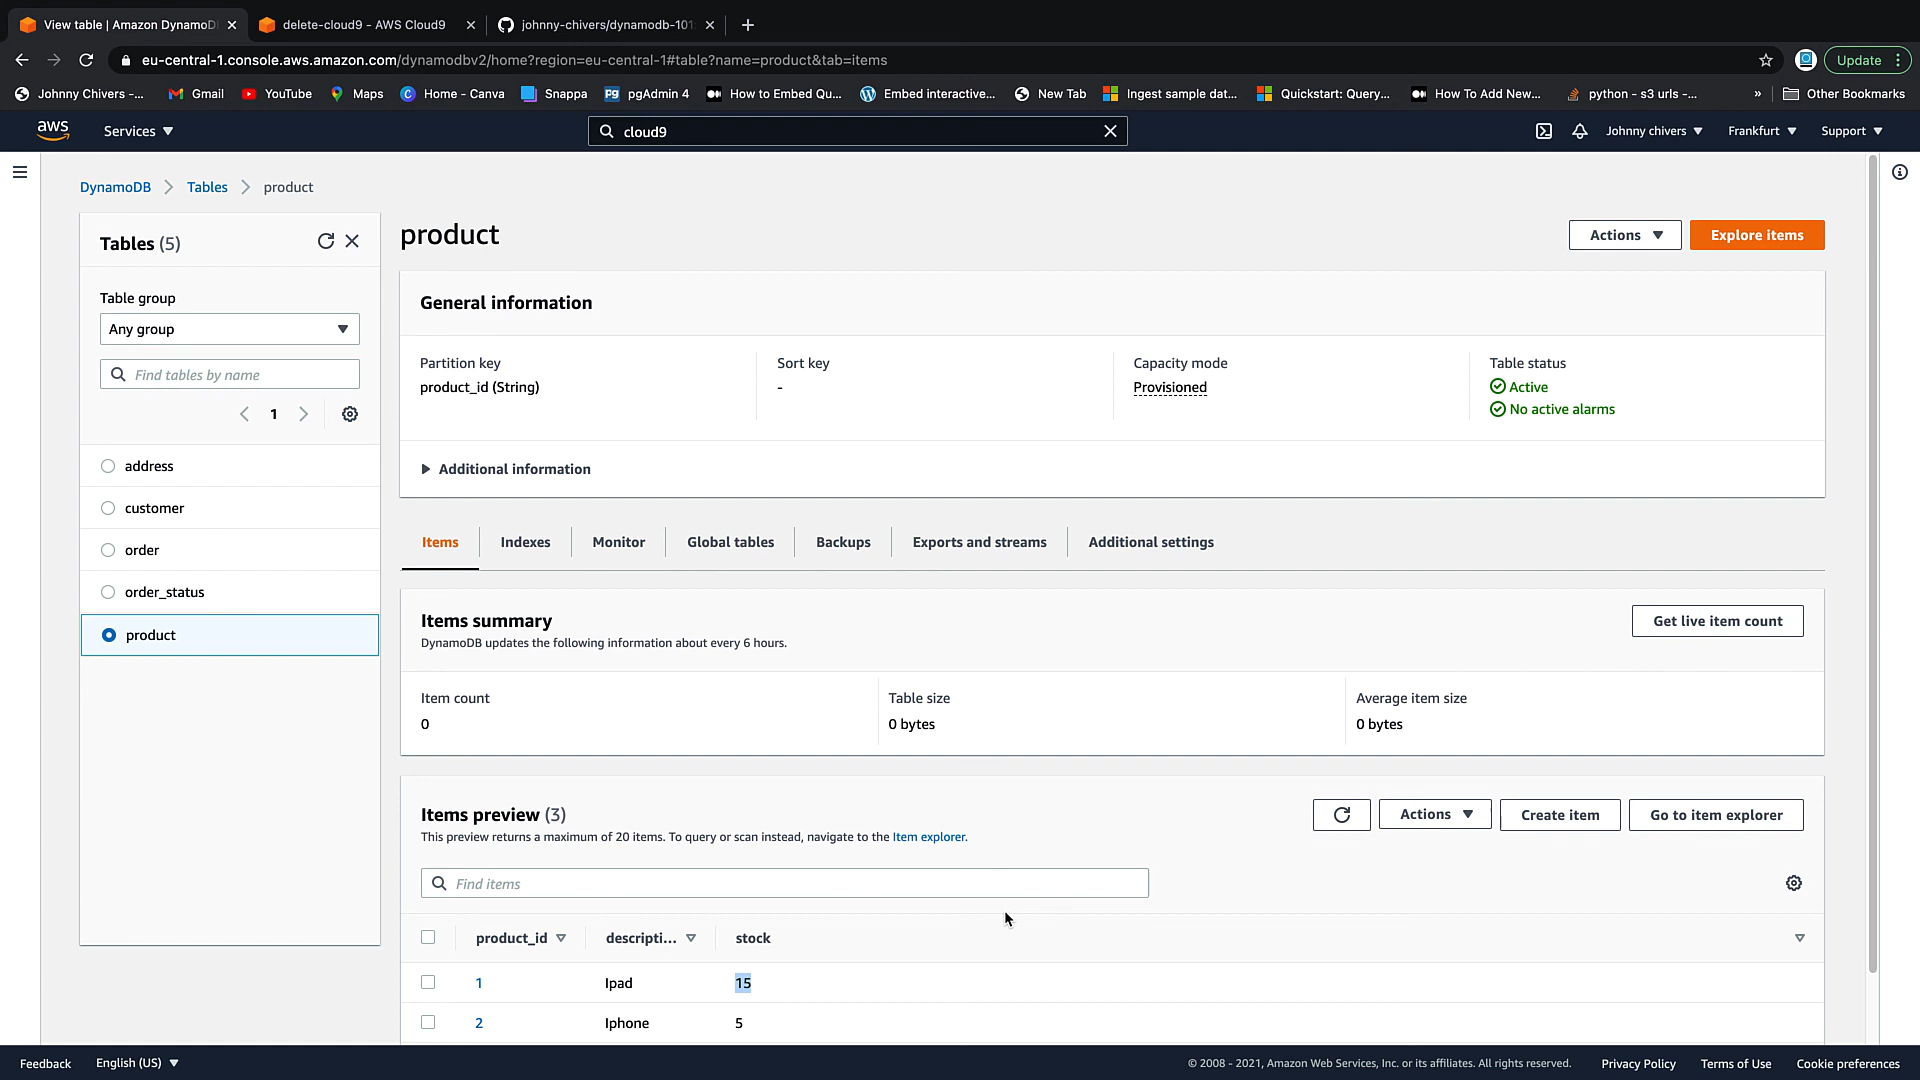 View table | Amazon DynamoD
delete-cloud9 - AWS Cloud9
johnny-chivers/dynamodb-101
eu-central-1.console.aws.amazon.com/dynamodbv2/home?region=eu-central-1#table?name=product&tab=items
Update
Johnny Chivers -...
Gmail
YouTube
Maps
Home - Canva
Snappa
pgAdmin 4
How to Embed Qu...
Embed interactive...
New Tab
Ingest sample dat...
Quickstart: Query...
How To Add New...
python - s3 urls -...
»
Other Bookmarks
aws
Services
cloud9
Johnny chivers
Frankfurt
Support
DynamoDB
Tables
product
Tables (5)
Table group
Any group
Find tables by name
1
address
customer
order
order_status
product
product
Actions
Explore items
General information
Partition key
product_id (String)
Sort key
-
Capacity mode
Provisioned
Table status
Active
No active alarms
Additional information
Items
Indexes
Monitor
Global tables
Backups
Exports and streams
Additional settings
Items summary
DynamoDB updates the following information about every 6 hours.
Get live item count
Item count
0
Table size
0 bytes
Average item size
0 bytes
Items preview (3)
This preview returns a maximum of 20 items. To query or scan instead, navigate to the Item explorer.
Actions
Create item
Go to item explorer
Find items
product_id
descripti...
stock
1
Ipad
15
2
Iphone
5
Feedback
English (US)
© 2008 - 2021, Amazon Web Services, Inc. or its affiliates. All rights reserved.
Privacy Policy
Terms of Use
Cookie preferences